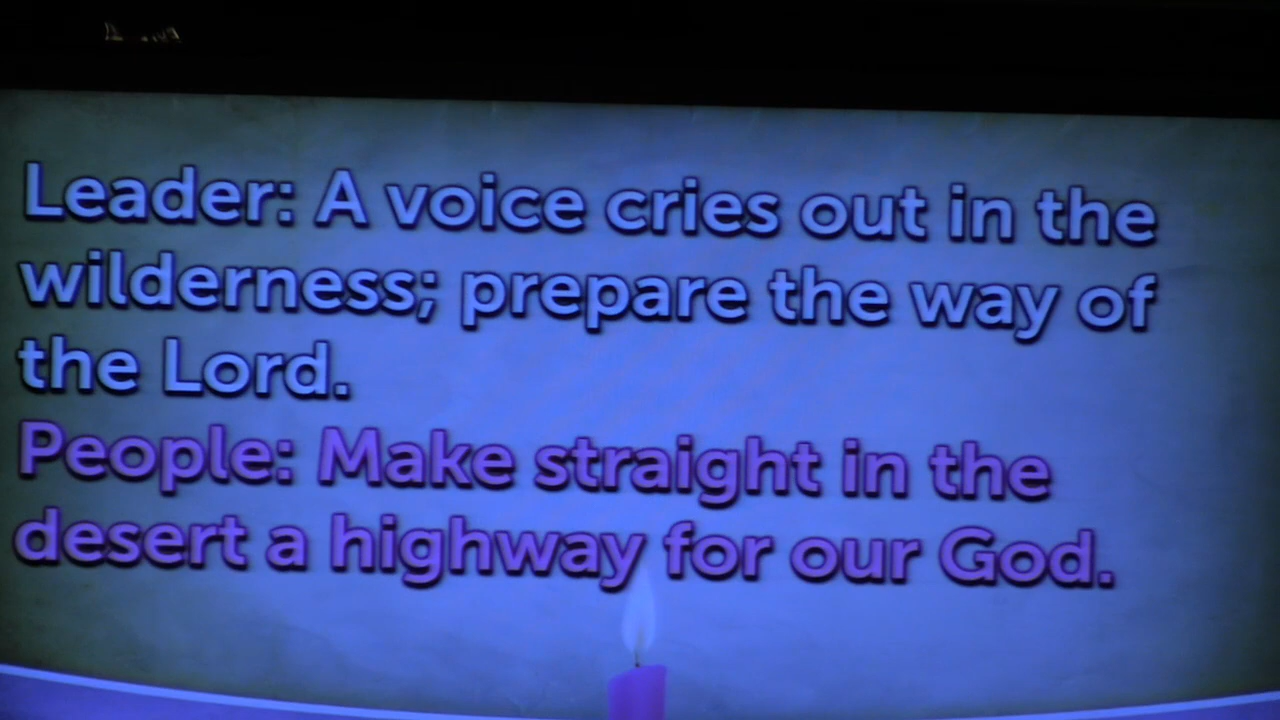 Leader: A voice cries out in the
wilderness; prepare the way of
the Lord.
People: Make straight in the
desert a highway for our God.